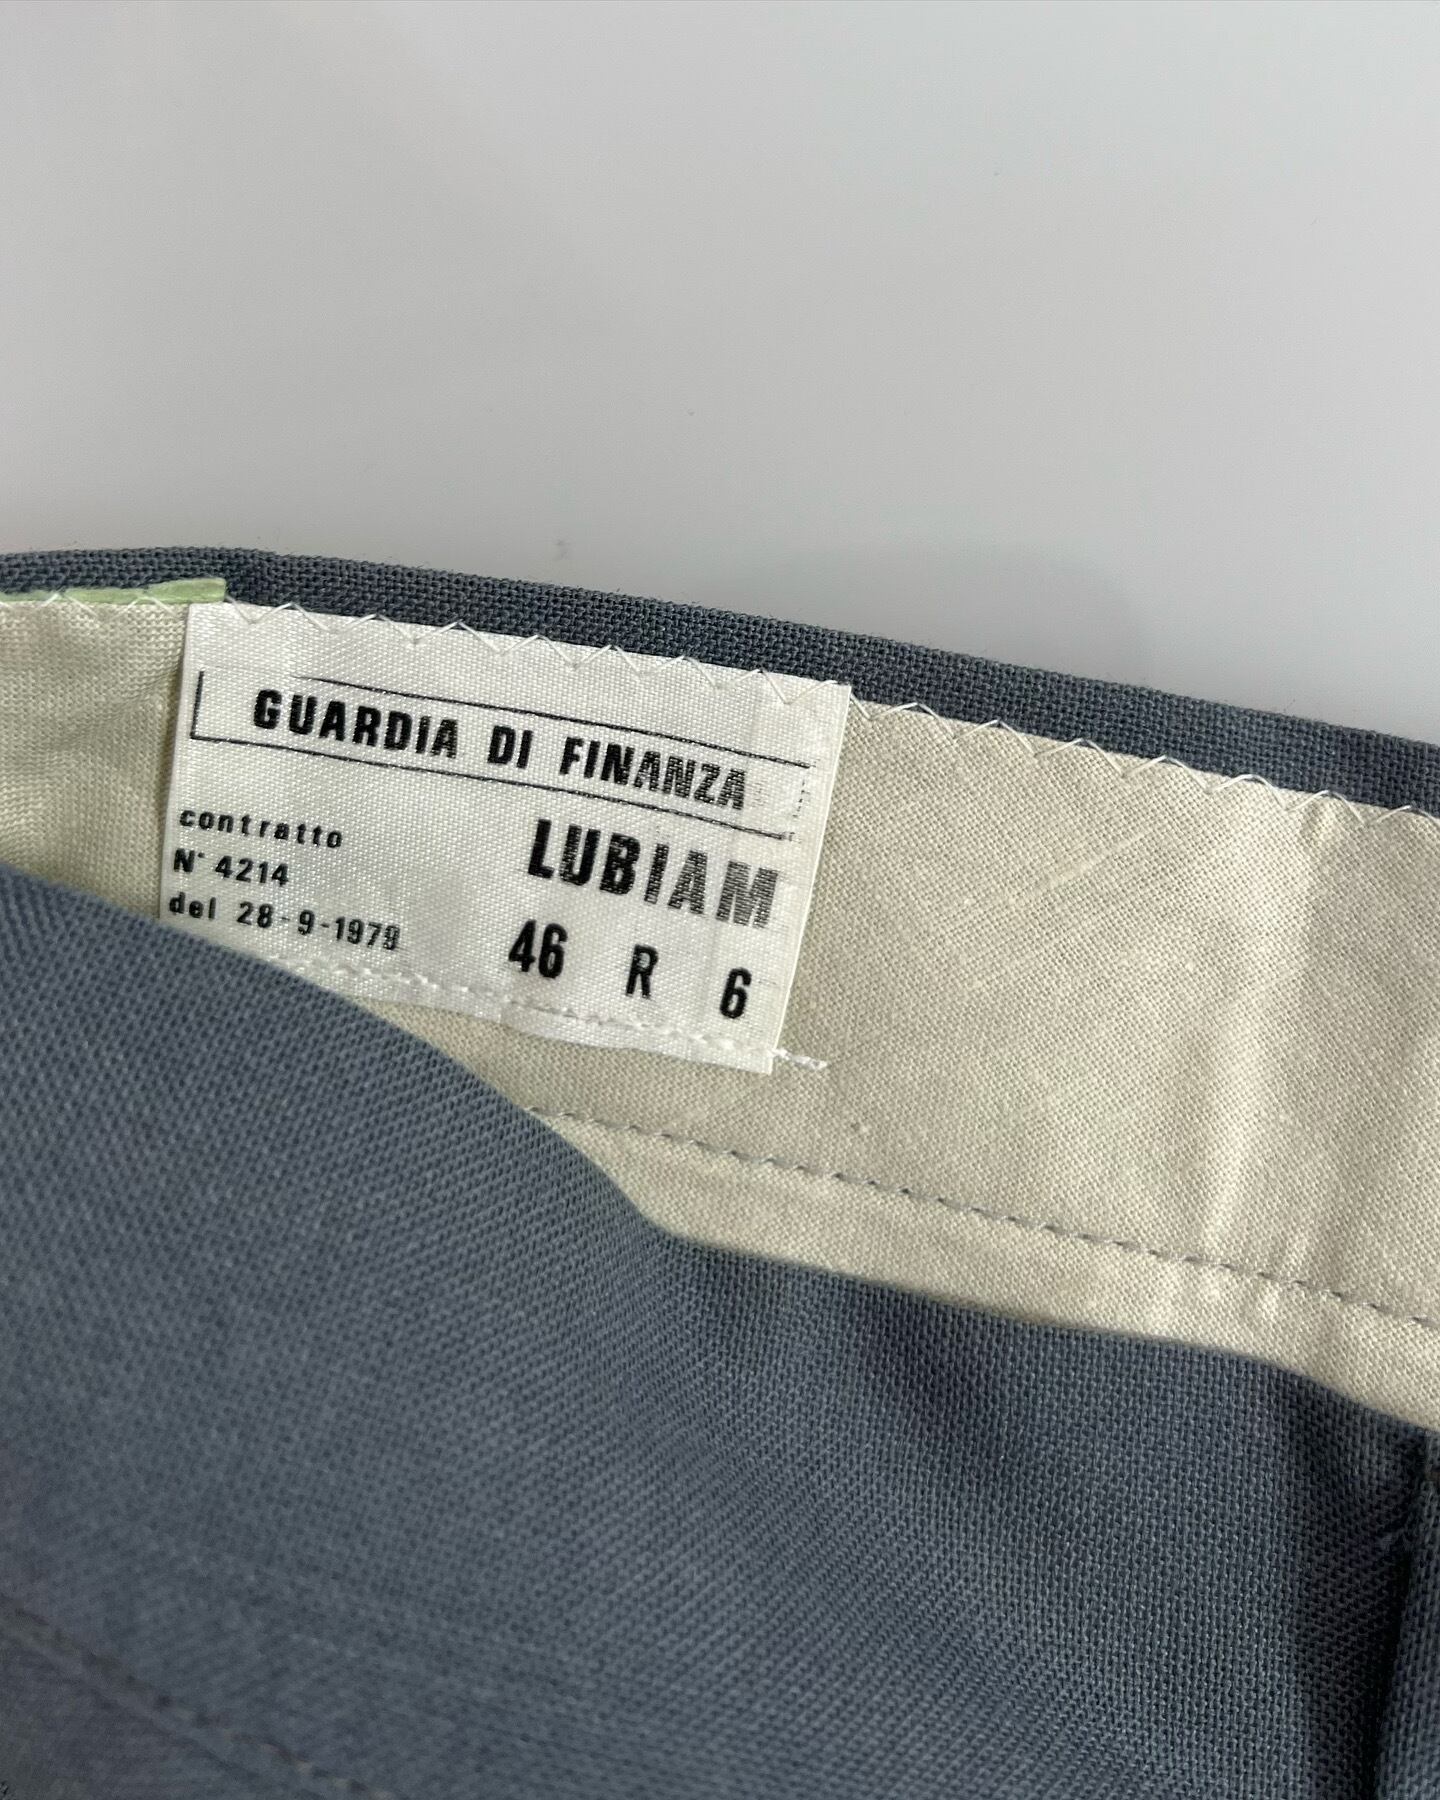 GUARDIA DI FINANZA
contratto
N° 4214
del 28-9-1979
LUBIAM
46 R 6